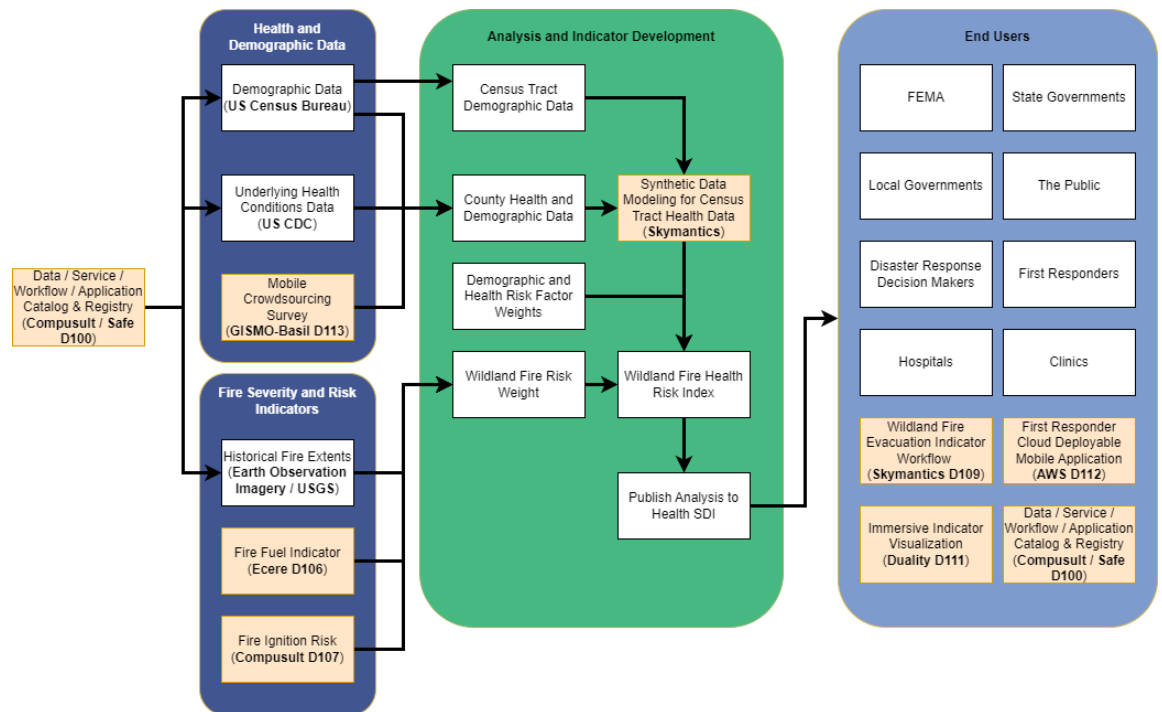 Data / Service /
Workflow / Application
Catalog & Registry
(Compusult / Safe
D100)
Health and
Demographic Data
Demographic Data
(US Census Bureau)
Underlying Health
Conditions Data
(US CDC)
Mobile
Crowdsourcing
Survey
(GISMO-Basil D113)
Fire Severity and Risk
Indicators
Historical Fire Extents
(Earth Observation
Imagery / USGS)
Fire Fuel Indicator
(Ecere D106)
Fire Ignition Risk
(Compusult D107)
Analysis and Indicator Development
Census Tract
Demographic Data
County Health and
Demographic Data
Synthetic Data
Modeling for Census
Tract Health Data
(Skymantics)
Demographic and
Health Risk Factor
Weights
Wildland Fire Risk
Weight
Wildland Fire Health
Risk Index
Publish Analysis to
Health SDI
End Users
FEMA
State Governments
Local Governments
The Public
Disaster Response
Decision Makers
First Responders
Hospitals
Clinics
Wildland Fire
Evacuation Indicator
Workflow
(Skymantics D109)
First Responder
Cloud Deployable
Mobile Application
(AWS D112)
Immersive Indicator
Visualization
(Duality D111)
Data / Service /
Workflow / Application
Catalog & Registry
(Compusult / Safe
D100)